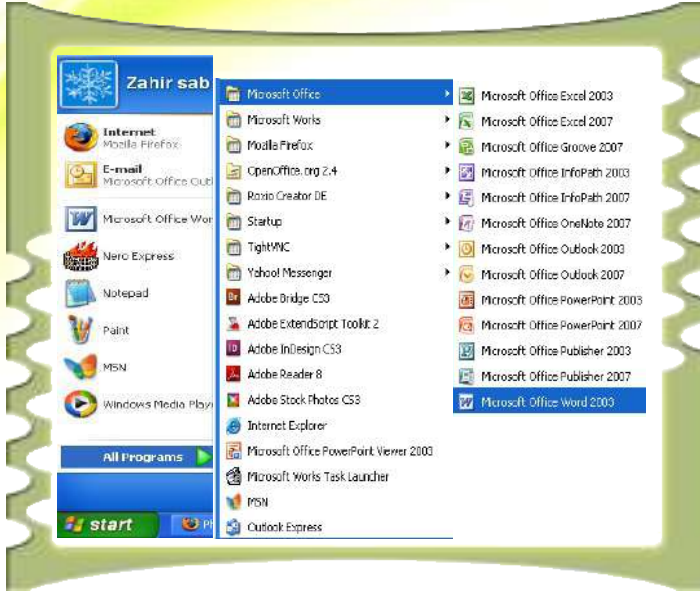 Zahir sab
Internet
Mozilla Firefox
E-mail
Microsoft Office Outl
Microsoft Office Wor
Nero Express
Notepad
Paint
MSN
Windows Media Play
All Programs
start
Ph
Microsoft Office
Microsoft Works
Mozilla Firefox
OpenOffice.org 2.4
Roxio Creator DE
Startup
TightVNC
Yahoo! Messenger
Adobe Bridge CS3
Adobe ExtendScript Toolkit 2
Adobe InDesign CS3
Adobe Reader 8
Adobe Stock Photos CS3
Internet Explorer
Microsoft Office PowerPoint Viewer 2003
Microsoft Works Task Launcher
MSN
Outlook Express
Microsoft Office Excel 2003
Microsoft Office Excel 2007
Microsoft Office Groove 2007
Microsoft Office InfoPath 2003
Microsoft Office InfoPath 2007
Microsoft Office OneNote 2007
Microsoft Office Outlook 2003
Microsoft Office Outlook 2007
Microsoft Office PowerPoint 2003
Microsoft Office PowerPoint 2007
Microsoft Office Publisher 2003
Microsoft Office Publisher 2007
Microsoft Office Word 2003